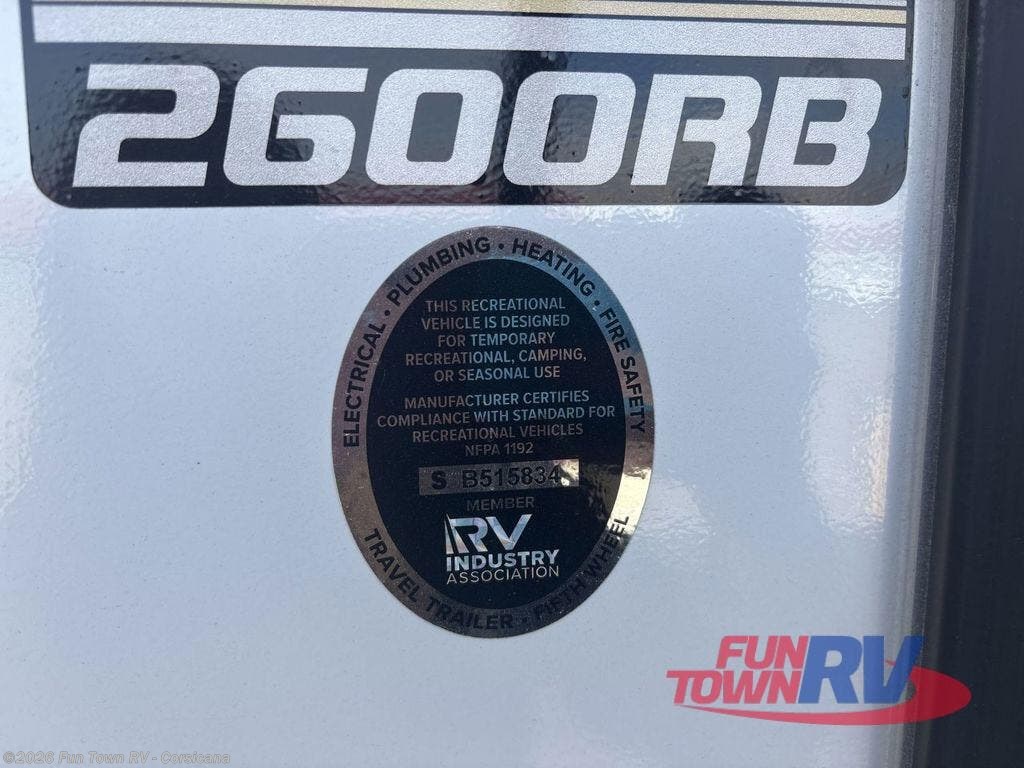 2600RB
ELECTRICAL • PLUMBING • HEATING • FIRE SAFETY
THIS RECREATIONAL
VEHICLE IS DESIGNED
FOR TEMPORARY
RECREATIONAL, CAMPING,
OR SEASONAL USE
MANUFACTURER CERTIFIES
COMPLIANCE WITH STANDARD FOR
RECREATIONAL VEHICLES
NFPA 1192
S B515834
MEMBER
RV
INDUSTRY
ASSOCIATION
TRAVEL TRAILER • FIFTH WHEEL
FUN
TOWN RV
©2026 Fun Town RV - Corsicana